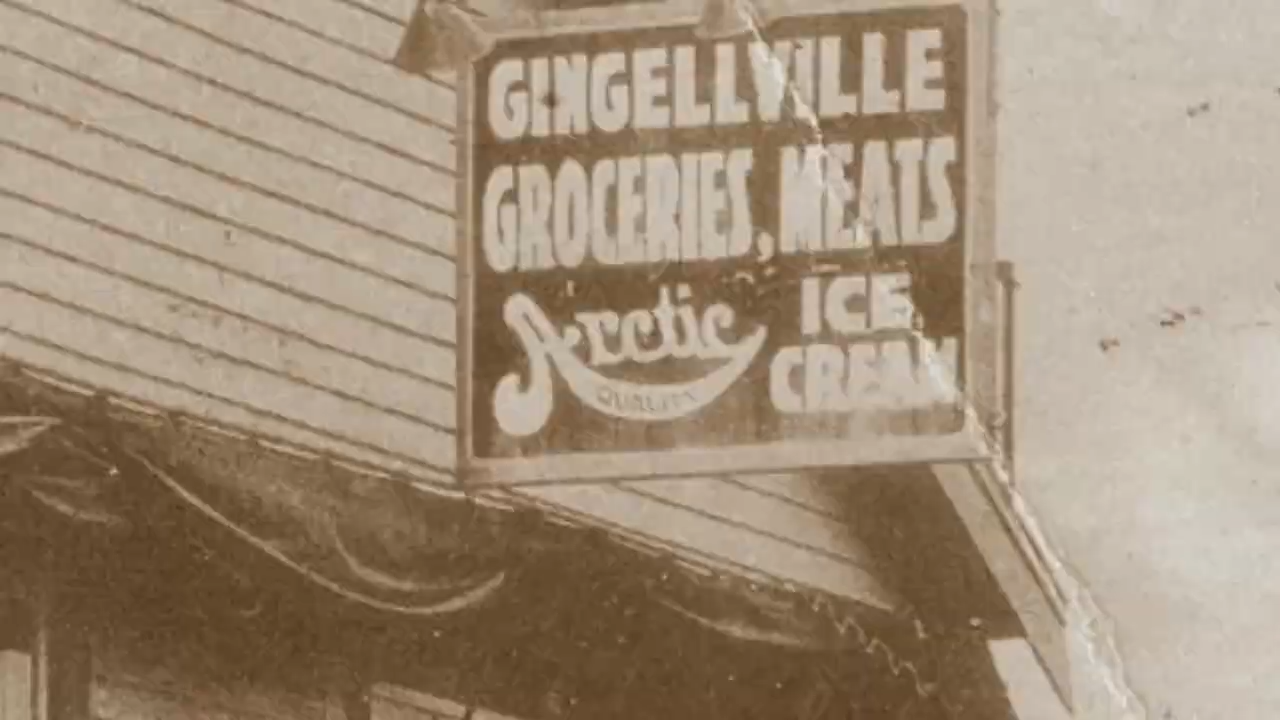 GINGELLVILLE
GROCERIES, MEATS
Arctic
QUALITY
ICE
CREAM